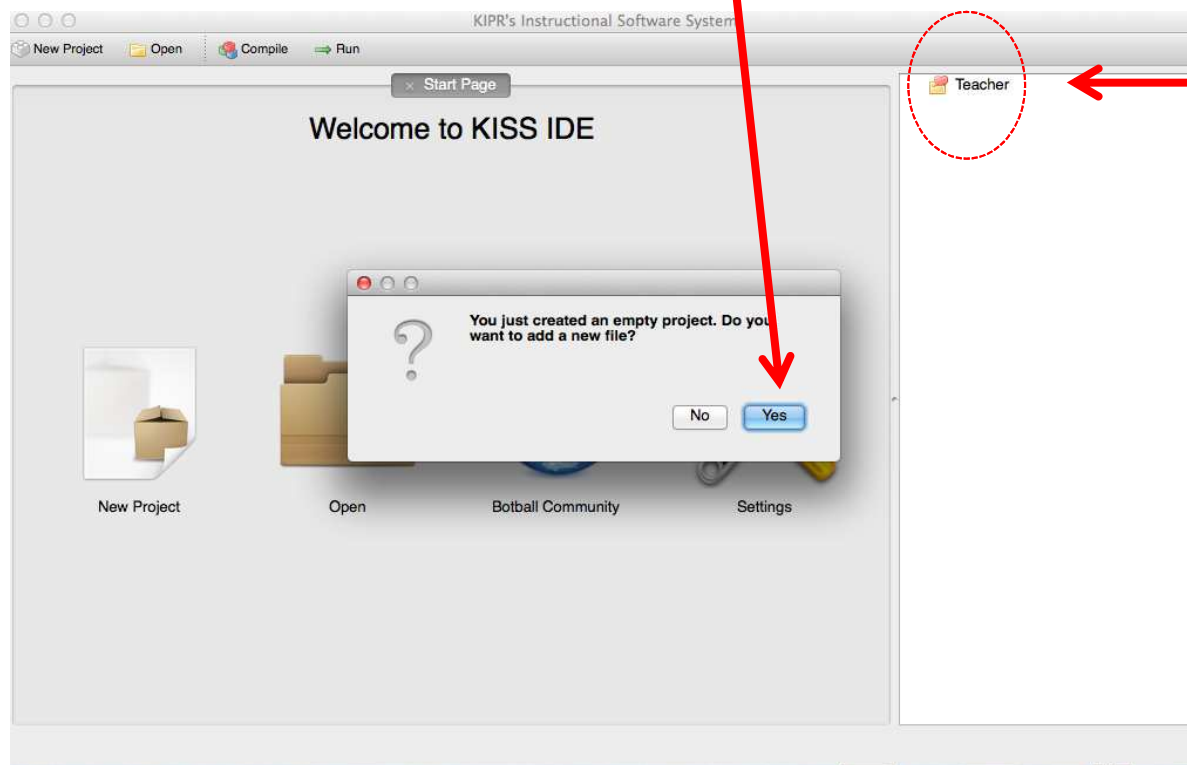 KIPR's Instructional Software System
New Project Open Compile Run
× Start Page
Teacher
Welcome to KISS IDE
You just created an empty project. Do you
want to add a new file?
No Yes
New Project Open Botball Community Settings